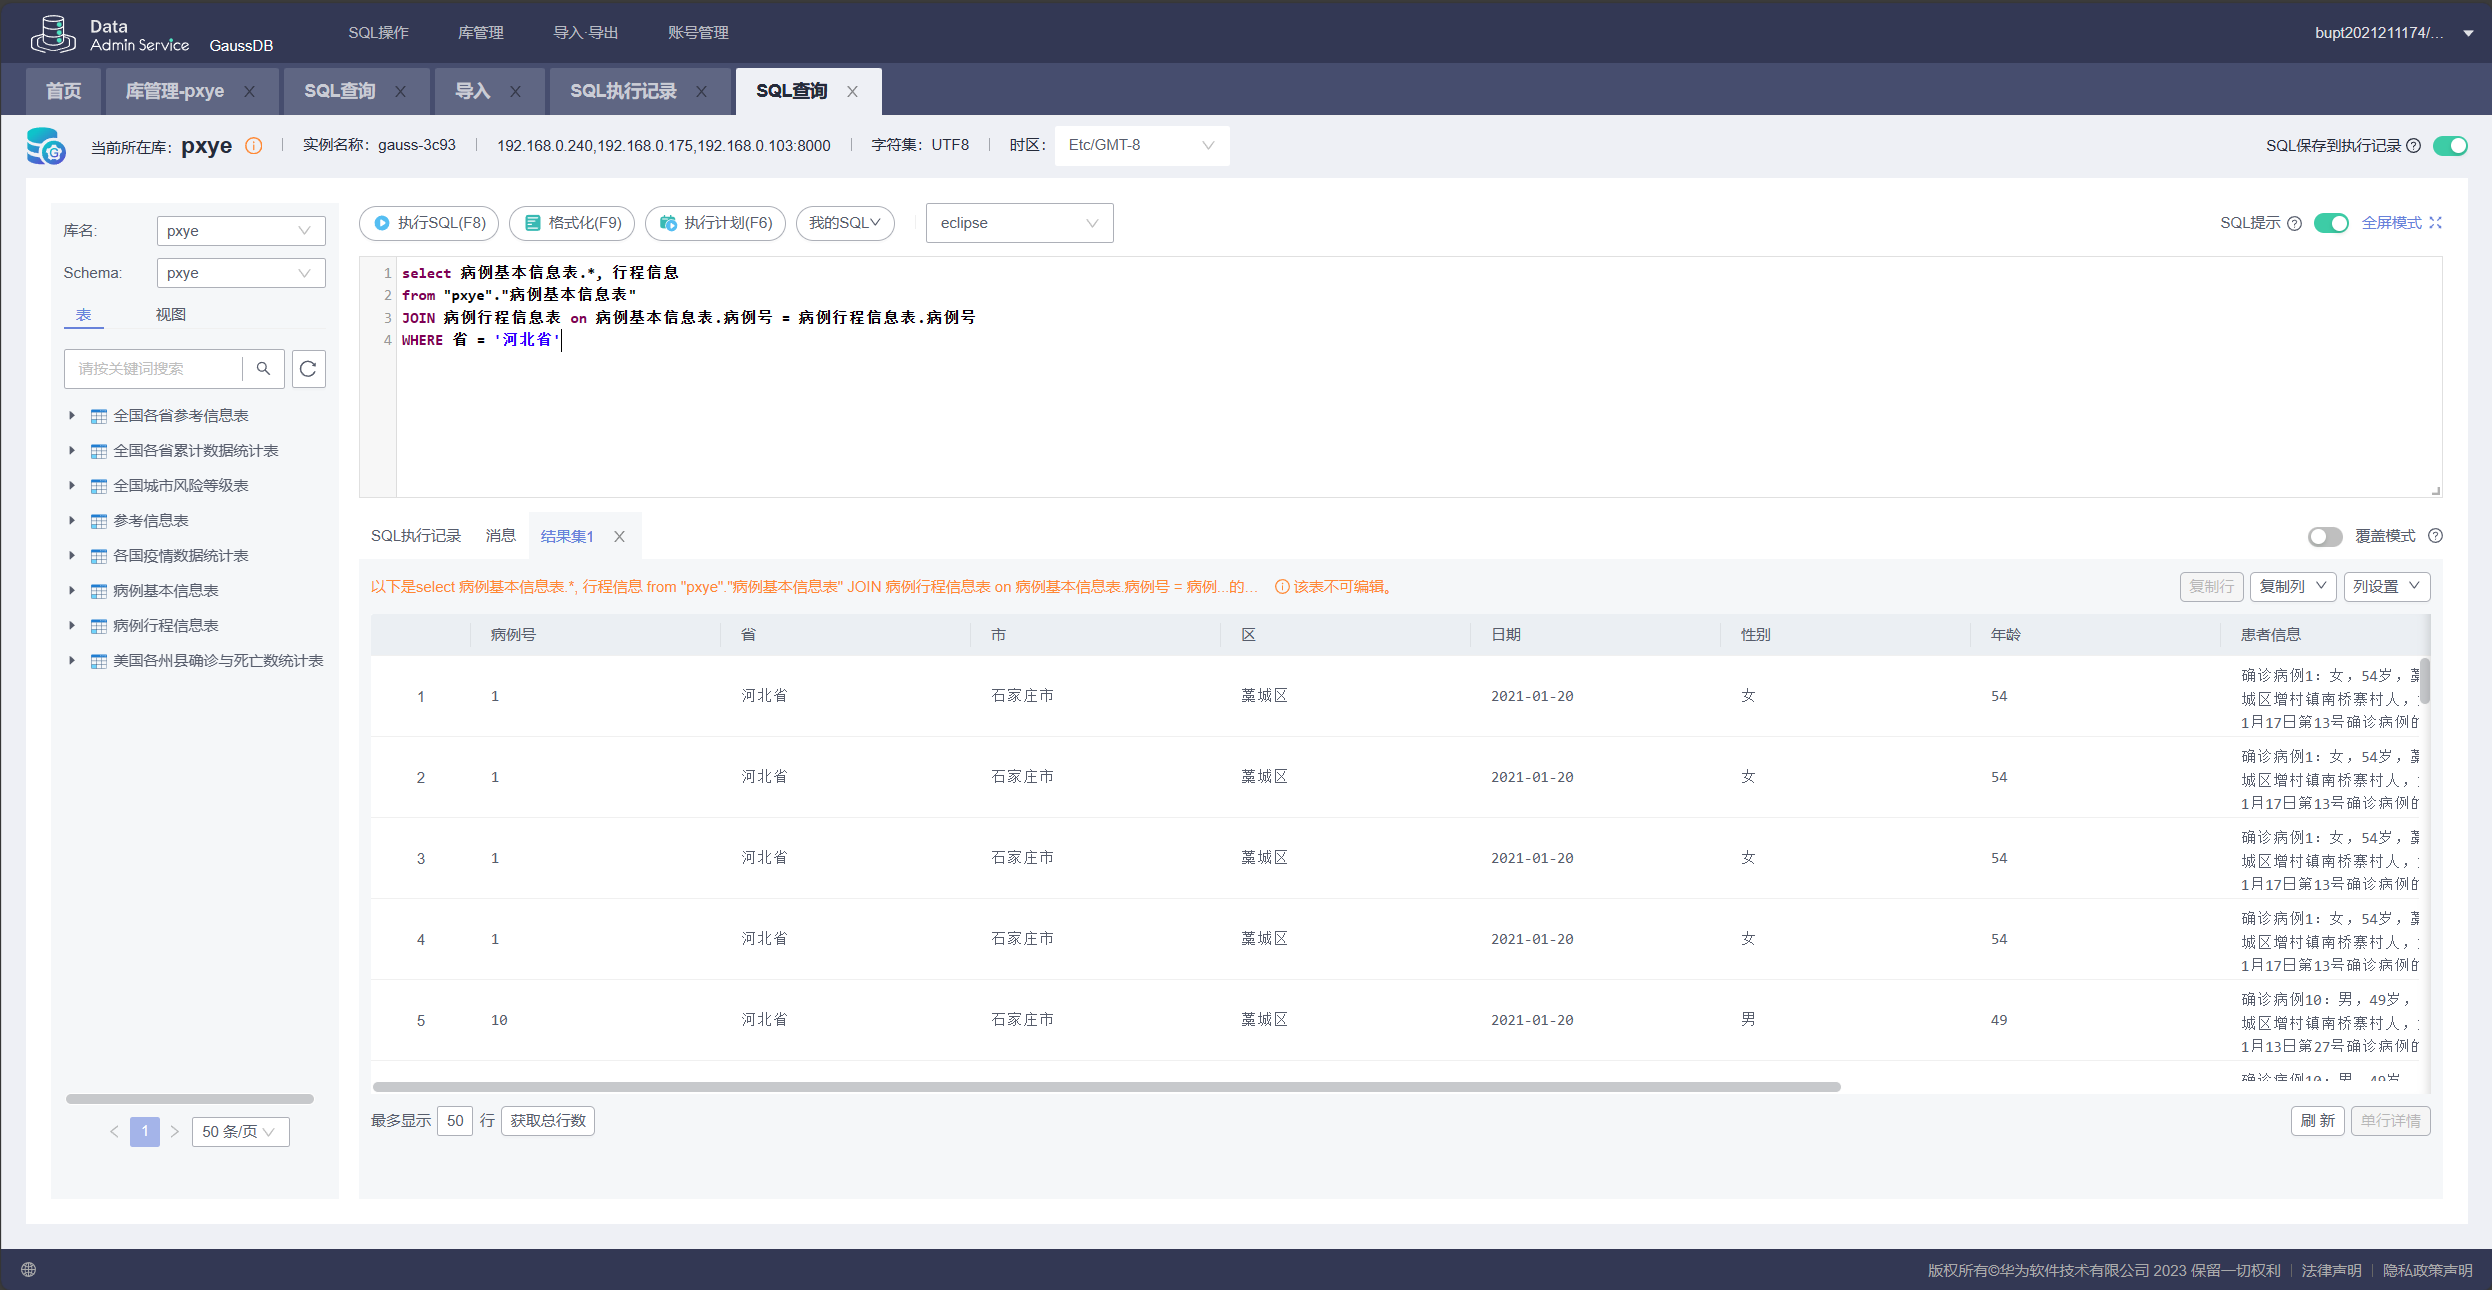 Data
Admin Service GaussDB SQL操作 库管理 导入·导出 账号管理 bupt2021211174/...
首页 库管理-pxye SQL查询 导入 SQL执行记录 SQL查询
当前所在库: pxye 实例名称: gauss-3c93 192.168.0.240,192.168.0.175,192.168.0.103:8000 字符集: UTF8 时区: Etc/GMT-8 SQL保存到执行记录
库名: pxye
Schema: pxye
表 视图
请按关键词搜索
全国各省参考信息表
全国各省累计数据统计表
全国城市风险等级表
参考信息表
各国疫情数据统计表
病例基本信息表
病例行程信息表
美国各州县确诊与死亡数统计表
1 50 条/页
执行SQL(F8) 格式化(F9) 执行计划(F6) 我的SQL eclipse SQL提示 全屏模式
1 select 病例基本信息表.*, 行程信息
2 from "pxye"."病例基本信息表"
3 JOIN 病例行程信息表 on 病例基本信息表.病例号 = 病例行程信息表.病例号
4 WHERE 省 = '河北省'
SQL执行记录 消息 结果集1 覆盖模式
以下是select 病例基本信息表.*, 行程信息 from "pxye"."病例基本信息表" JOIN 病例行程信息表 on 病例基本信息表.病例号 = 病例...的... 该表不可编辑。 复制行 复制列 列设置
病例号 省 市 区 日期 性别 年龄 患者信息
1 1 河北省 石家庄市 藁城区 2021-01-20 女 54 确诊病例1: 女, 54岁, 藁
城区增村镇南桥寨村人,
1月17日第13号确诊病例的
2 1 河北省 石家庄市 藁城区 2021-01-20 女 54 确诊病例1: 女, 54岁, 藁
城区增村镇南桥寨村人,
1月17日第13号确诊病例的
3 1 河北省 石家庄市 藁城区 2021-01-20 女 54 确诊病例1: 女, 54岁, 藁
城区增村镇南桥寨村人,
1月17日第13号确诊病例的
4 1 河北省 石家庄市 藁城区 2021-01-20 女 54 确诊病例1: 女, 54岁, 藁
城区增村镇南桥寨村人,
1月17日第13号确诊病例的
5 10 河北省 石家庄市 藁城区 2021-01-20 男 49 确诊病例10: 男, 49岁,
城区增村镇南桥寨村人,
1月13日第27号确诊病例的
确诊病例10: 男, 49岁,
最多显示 50 行 获取总行数 刷 新 单行详情
版权所有©华为软件技术有限公司 2023 保留一切权利 法律声明 隐私政策声明